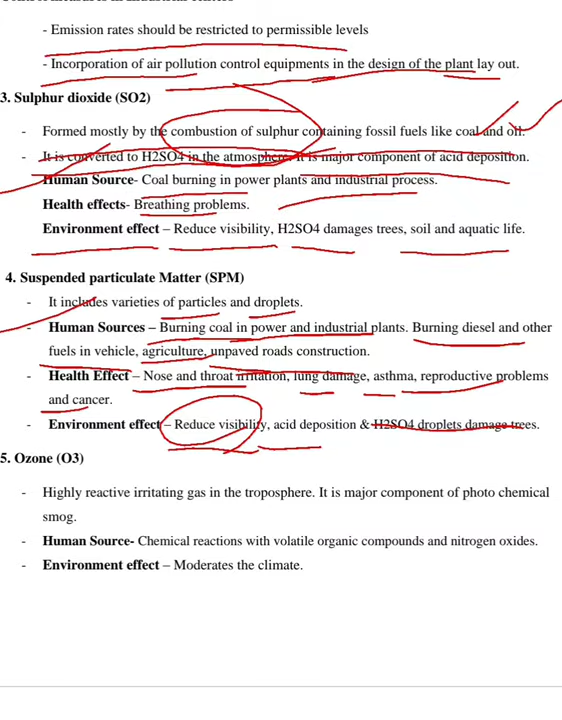 - Emission rates should be restricted to permissible levels
- Incorporation of air pollution control equipments in the design of the plant lay out.
3. Sulphur dioxide (SO2)
- Formed mostly by the combustion of sulphur containing fossil fuels like coal and oil.
- It is converted to H2SO4 in the atmosphere. It is major component of acid deposition.
Human Source- Coal burning in power plants and industrial process.
Health effects- Breathing problems.
Environment effect – Reduce visibility, H2SO4 damages trees, soil and aquatic life.
4. Suspended particulate Matter (SPM)
- It includes varieties of particles and droplets.
- Human Sources – Burning coal in power and industrial plants. Burning diesel and other
fuels in vehicle, agriculture, unpaved roads construction.
- Health Effect – Nose and throat irritation, lung damage, asthma, reproductive problems
and cancer.
- Environment effect – Reduce visibility, acid deposition & H2SO4 droplets damage trees.
5. Ozone (O3)
- Highly reactive irritating gas in the troposphere. It is major component of photo chemical
smog.
- Human Source- Chemical reactions with volatile organic compounds and nitrogen oxides.
- Environment effect – Moderates the climate.